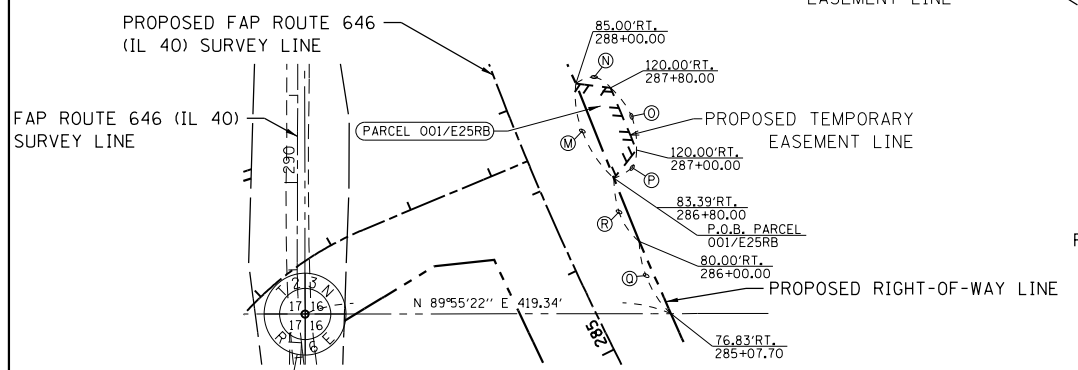 EASEMENT LINE
PROPOSED FAP ROUTE 646
(IL 40) SURVEY LINE
85.00'RT.
288+00.00
N
120.00'RT.
287+80.00
FAP ROUTE 646 (IL 40)
SURVEY LINE
290
PARCEL 001/E25RB
O
PROPOSED TEMPORARY
EASEMENT LINE
M
120.00'RT.
287+00.00
P
83.39'RT.
286+80.00
P.O.B. PARCEL
001/E25RB
R
80.00'RT.
286+00.00
Q
PROPOSED RIGHT-OF-WAY LINE
T 2 3 N
17 16
17 16
R 6 E
N 89°55'22" E 419.34'
285
76.83'RT.
285+07.70